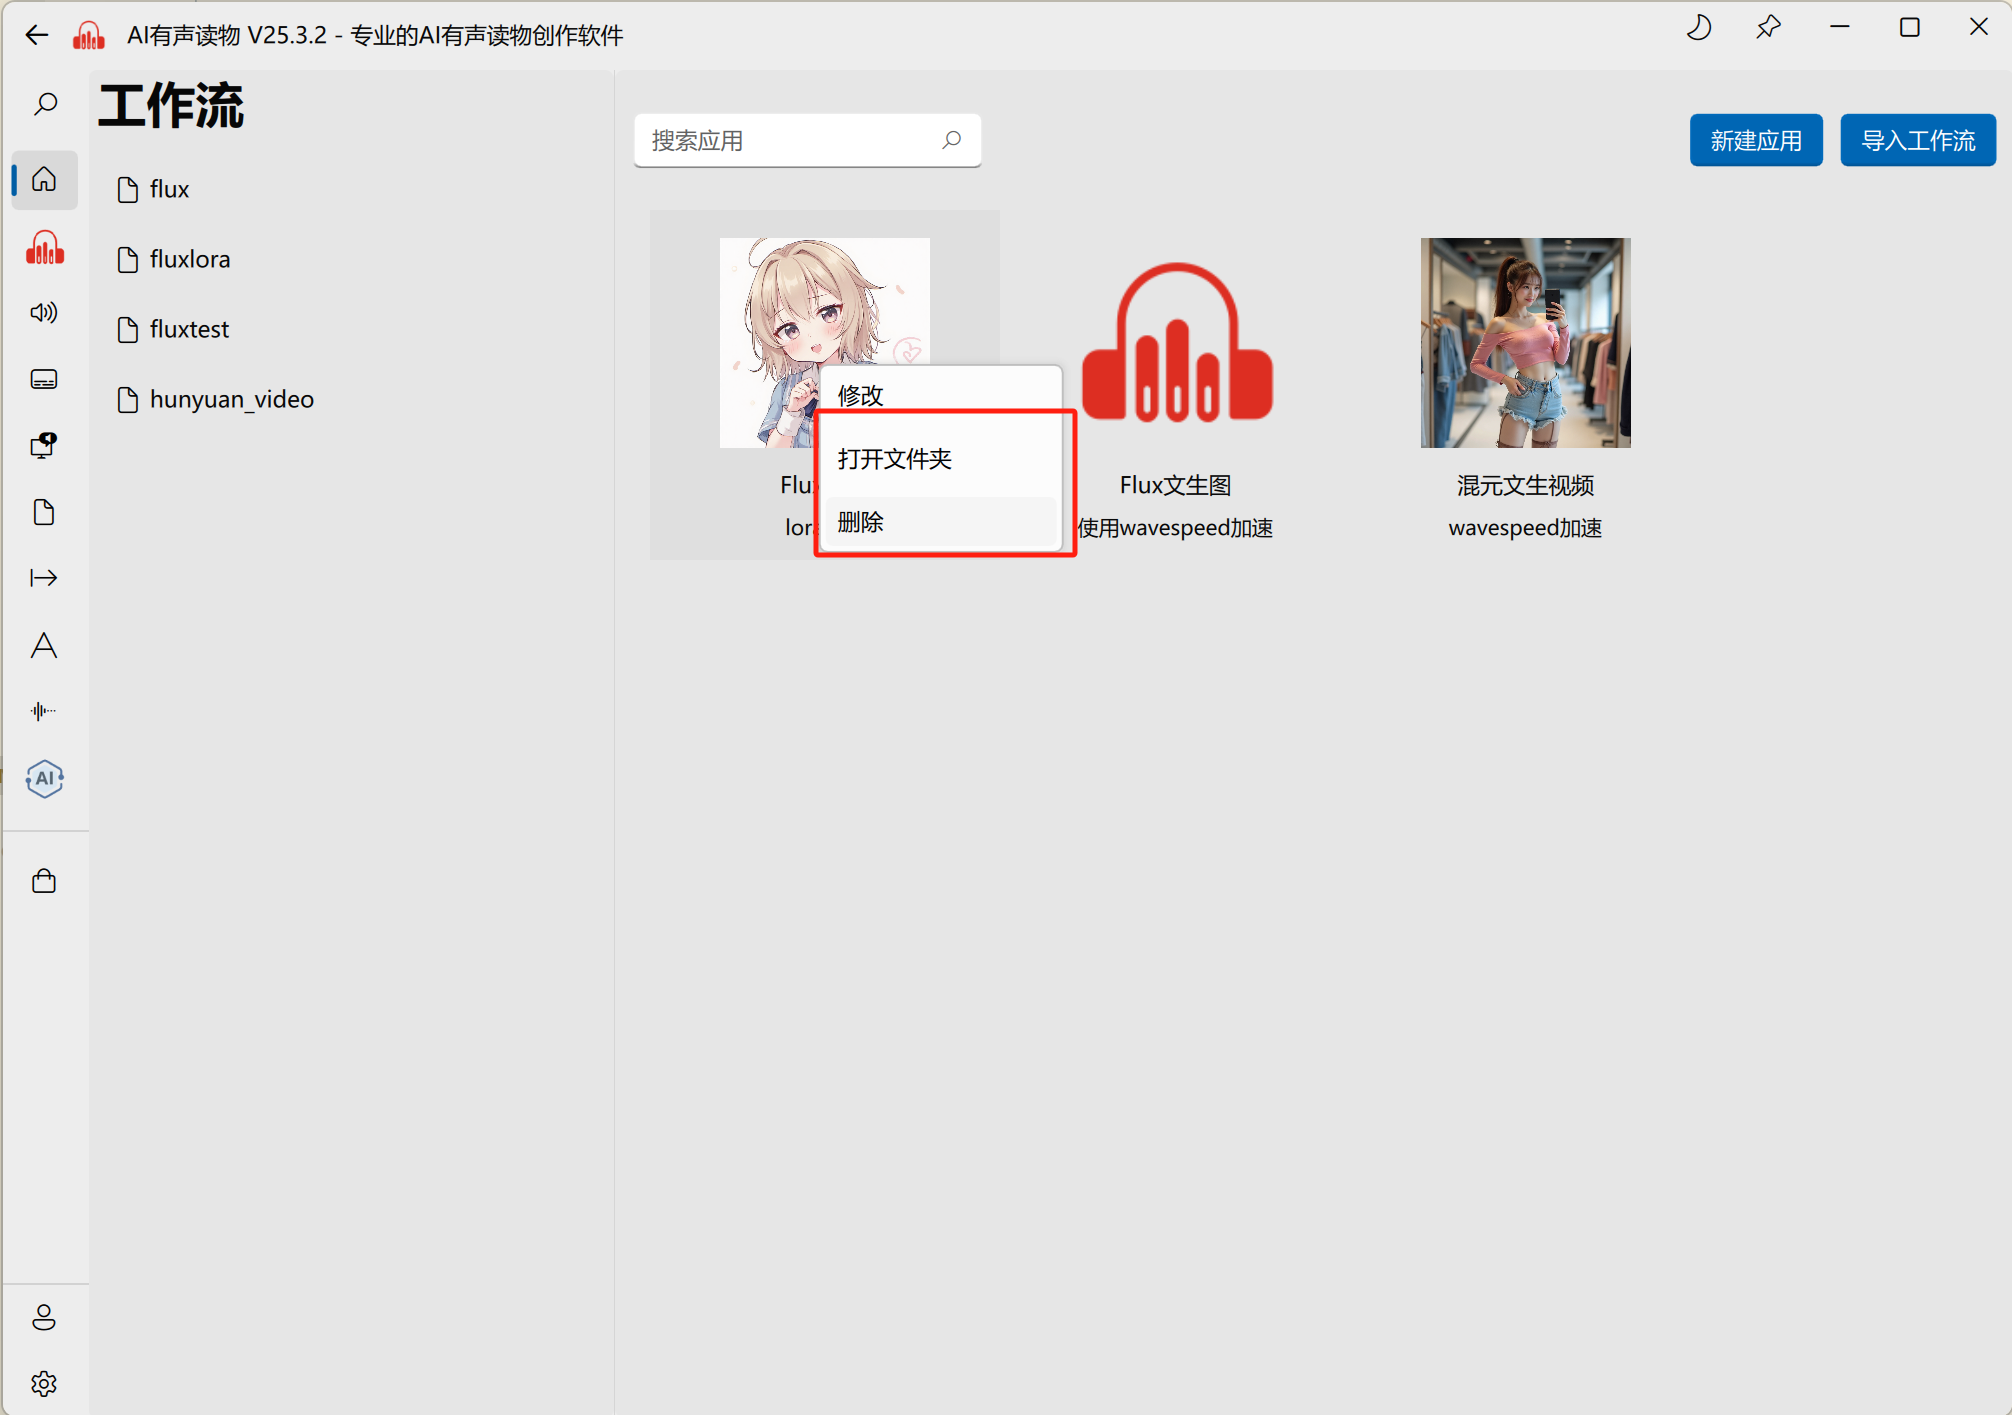 AI有声读物 V25.3.2 - 专业的AI有声读物创作软件
工作流
flux
fluxlora
fluxtest
hunyuan_video
搜索应用
新建应用
导入工作流
修改
打开文件夹
删除
Flux文生图
使用wavespeed加速
混元文生视频
wavespeed加速
AI